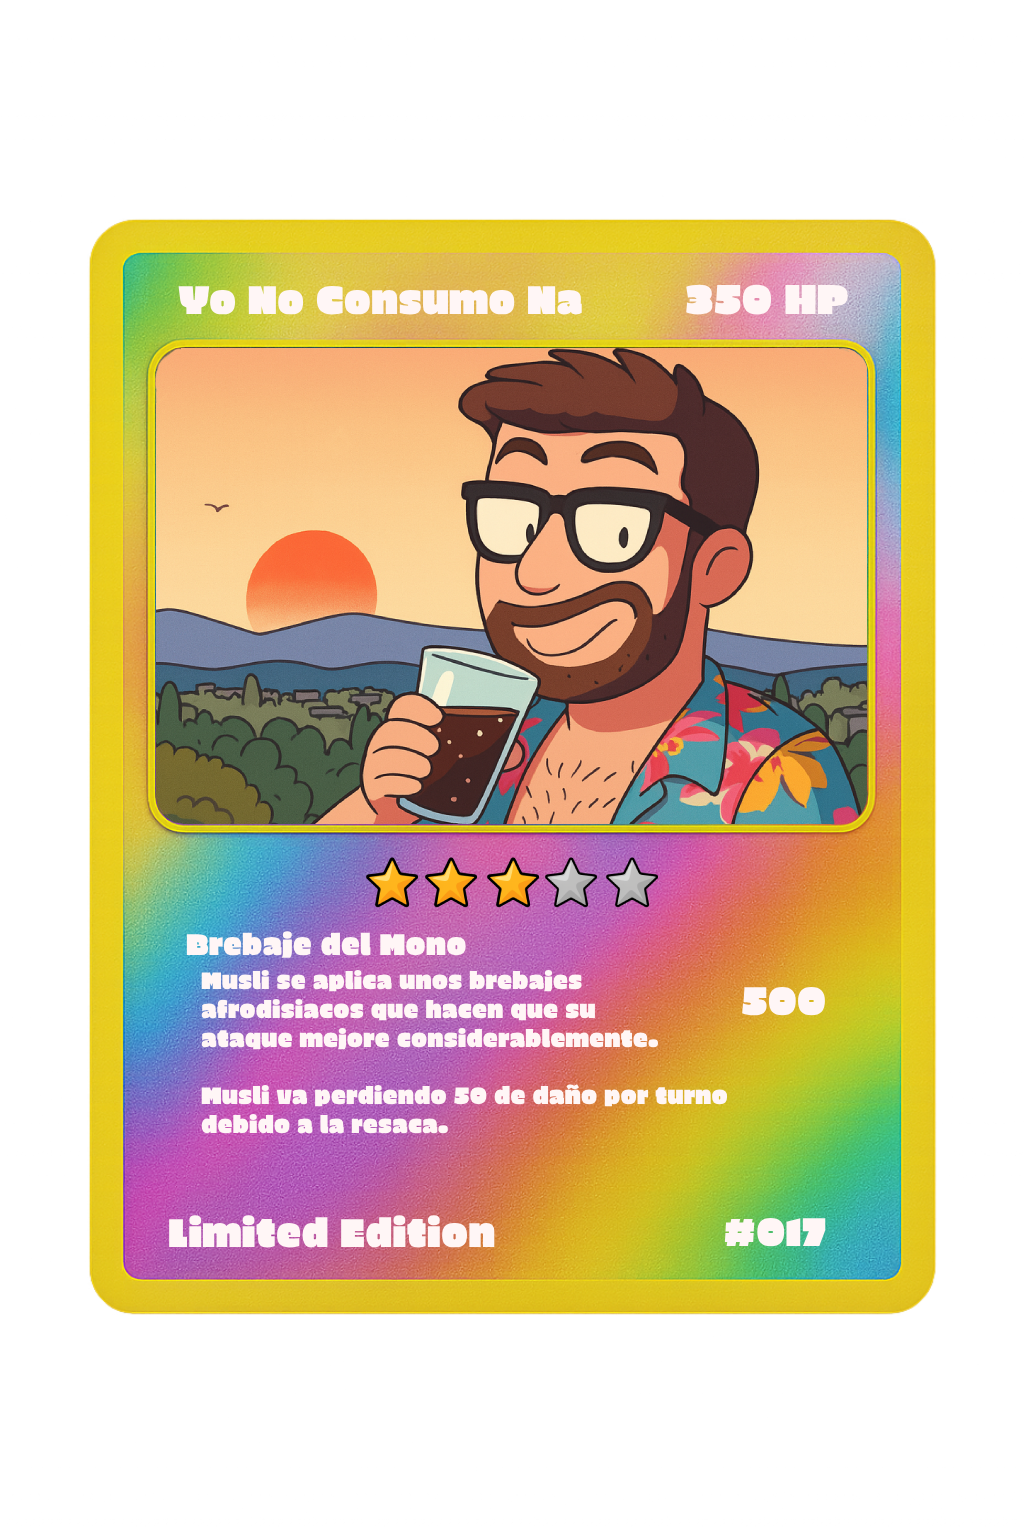 Yo No Consumo Na
350 HP
Brebaje del Mono
Musli se aplica unos brebajes
afrodisiacos que hacen que su
ataque mejore considerablemente.
500
Musli va perdiendo 50 de daño por turno
debido a la resaca.
Limited Edition
#017